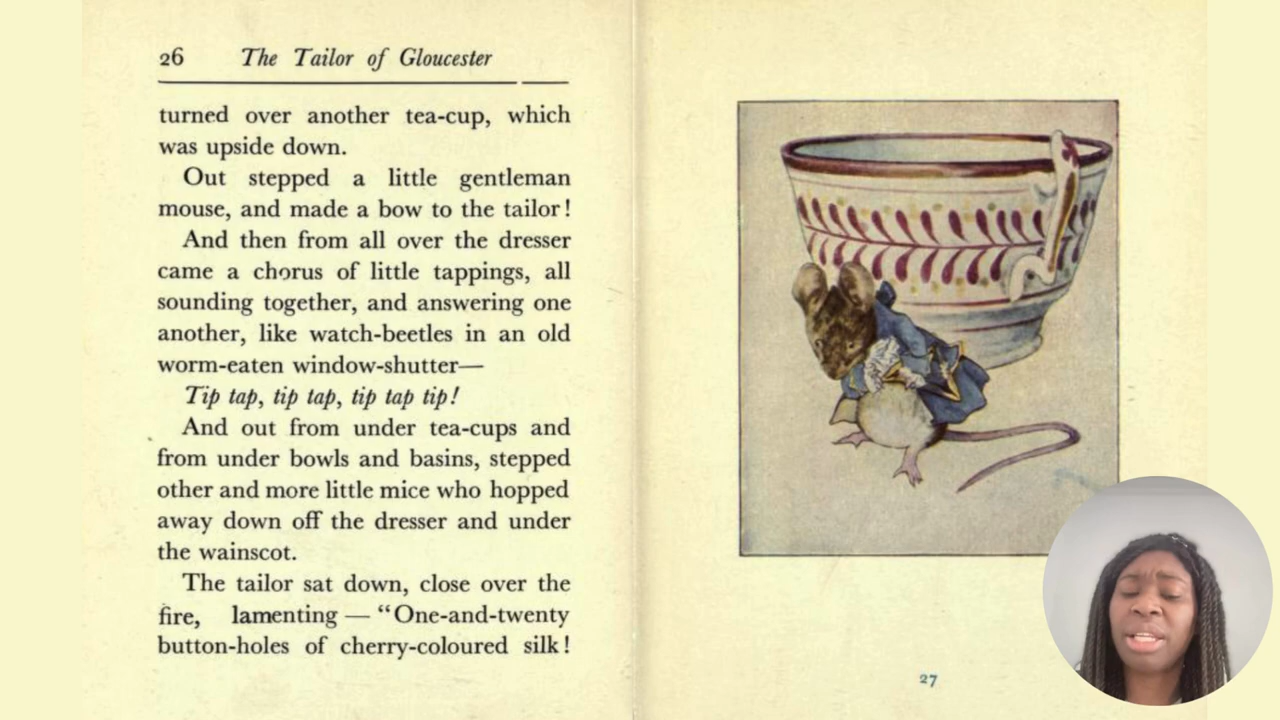 26 The Tailor of Gloucester
turned over another tea-cup, which
was upside down.
Out stepped a little gentleman
mouse, and made a bow to the tailor!
And then from all over the dresser
came a chorus of little tappings, all
sounding together, and answering one
another, like watch-beetles in an old
worm-eaten window-shutter—
Tip tap, tip tap, tip tap tip!
And out from under tea-cups and
from under bowls and basins, stepped
other and more little mice who hopped
away down off the dresser and under
the wainscot.
The tailor sat down, close over the
fire, lamenting — “One-and-twenty
button-holes of cherry-coloured silk!
27